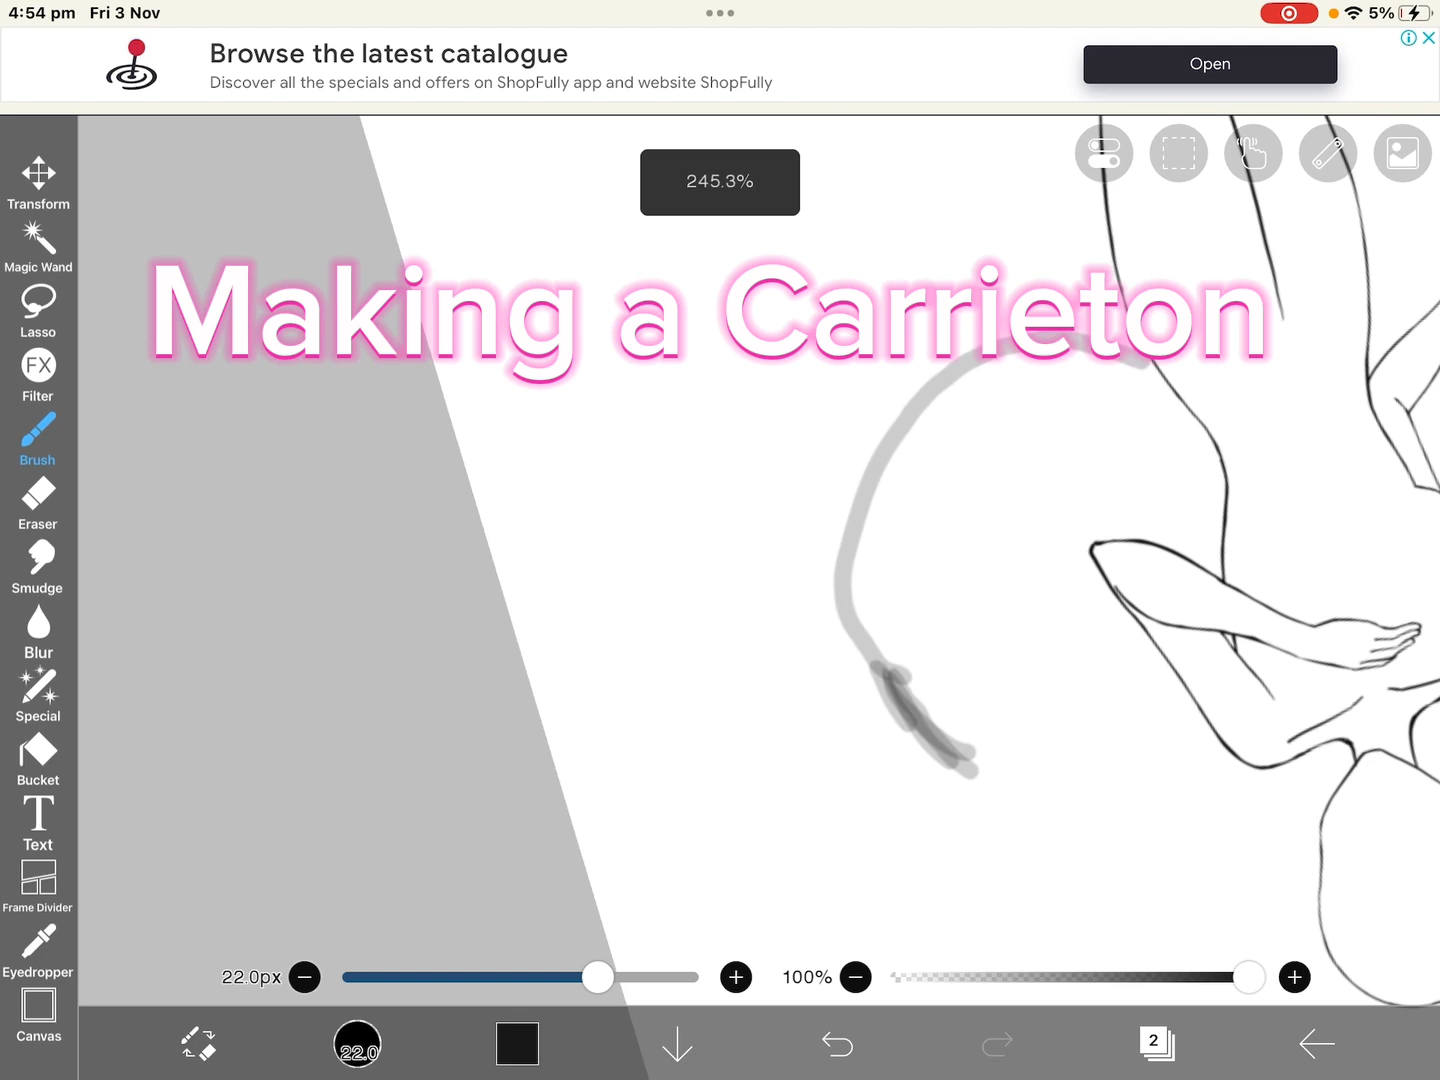 4:54 pm Fri 3 Nov
5%
Browse the latest catalogue
Discover all the specials and offers on ShopFully app and website ShopFully
Open
245.3%
Making a Carrieton
Transform
Magic Wand
Lasso
FX
Filter
Brush
Eraser
Smudge
Blur
Special
Bucket
T
Text
Frame Divider
Eyedropper
Canvas
22.0px
100%
22.0
2